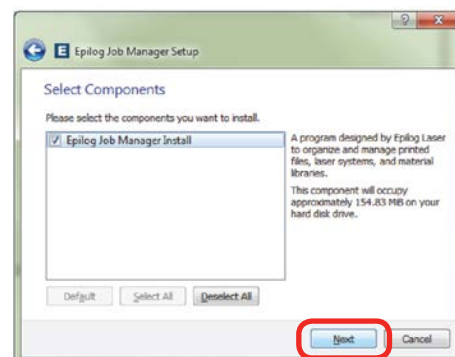 Epilog Job Manager Setup
Select Components
Please select the components you want to install.
Epilog Job Manager Install
A program designed by Epilog Laser
to organize and manage printed
files, laser systems, and material
libraries.
This component will occupy
approximately 154.83 MiB on your
hard disk drive.
Default Select All Deselect All
Next Cancel